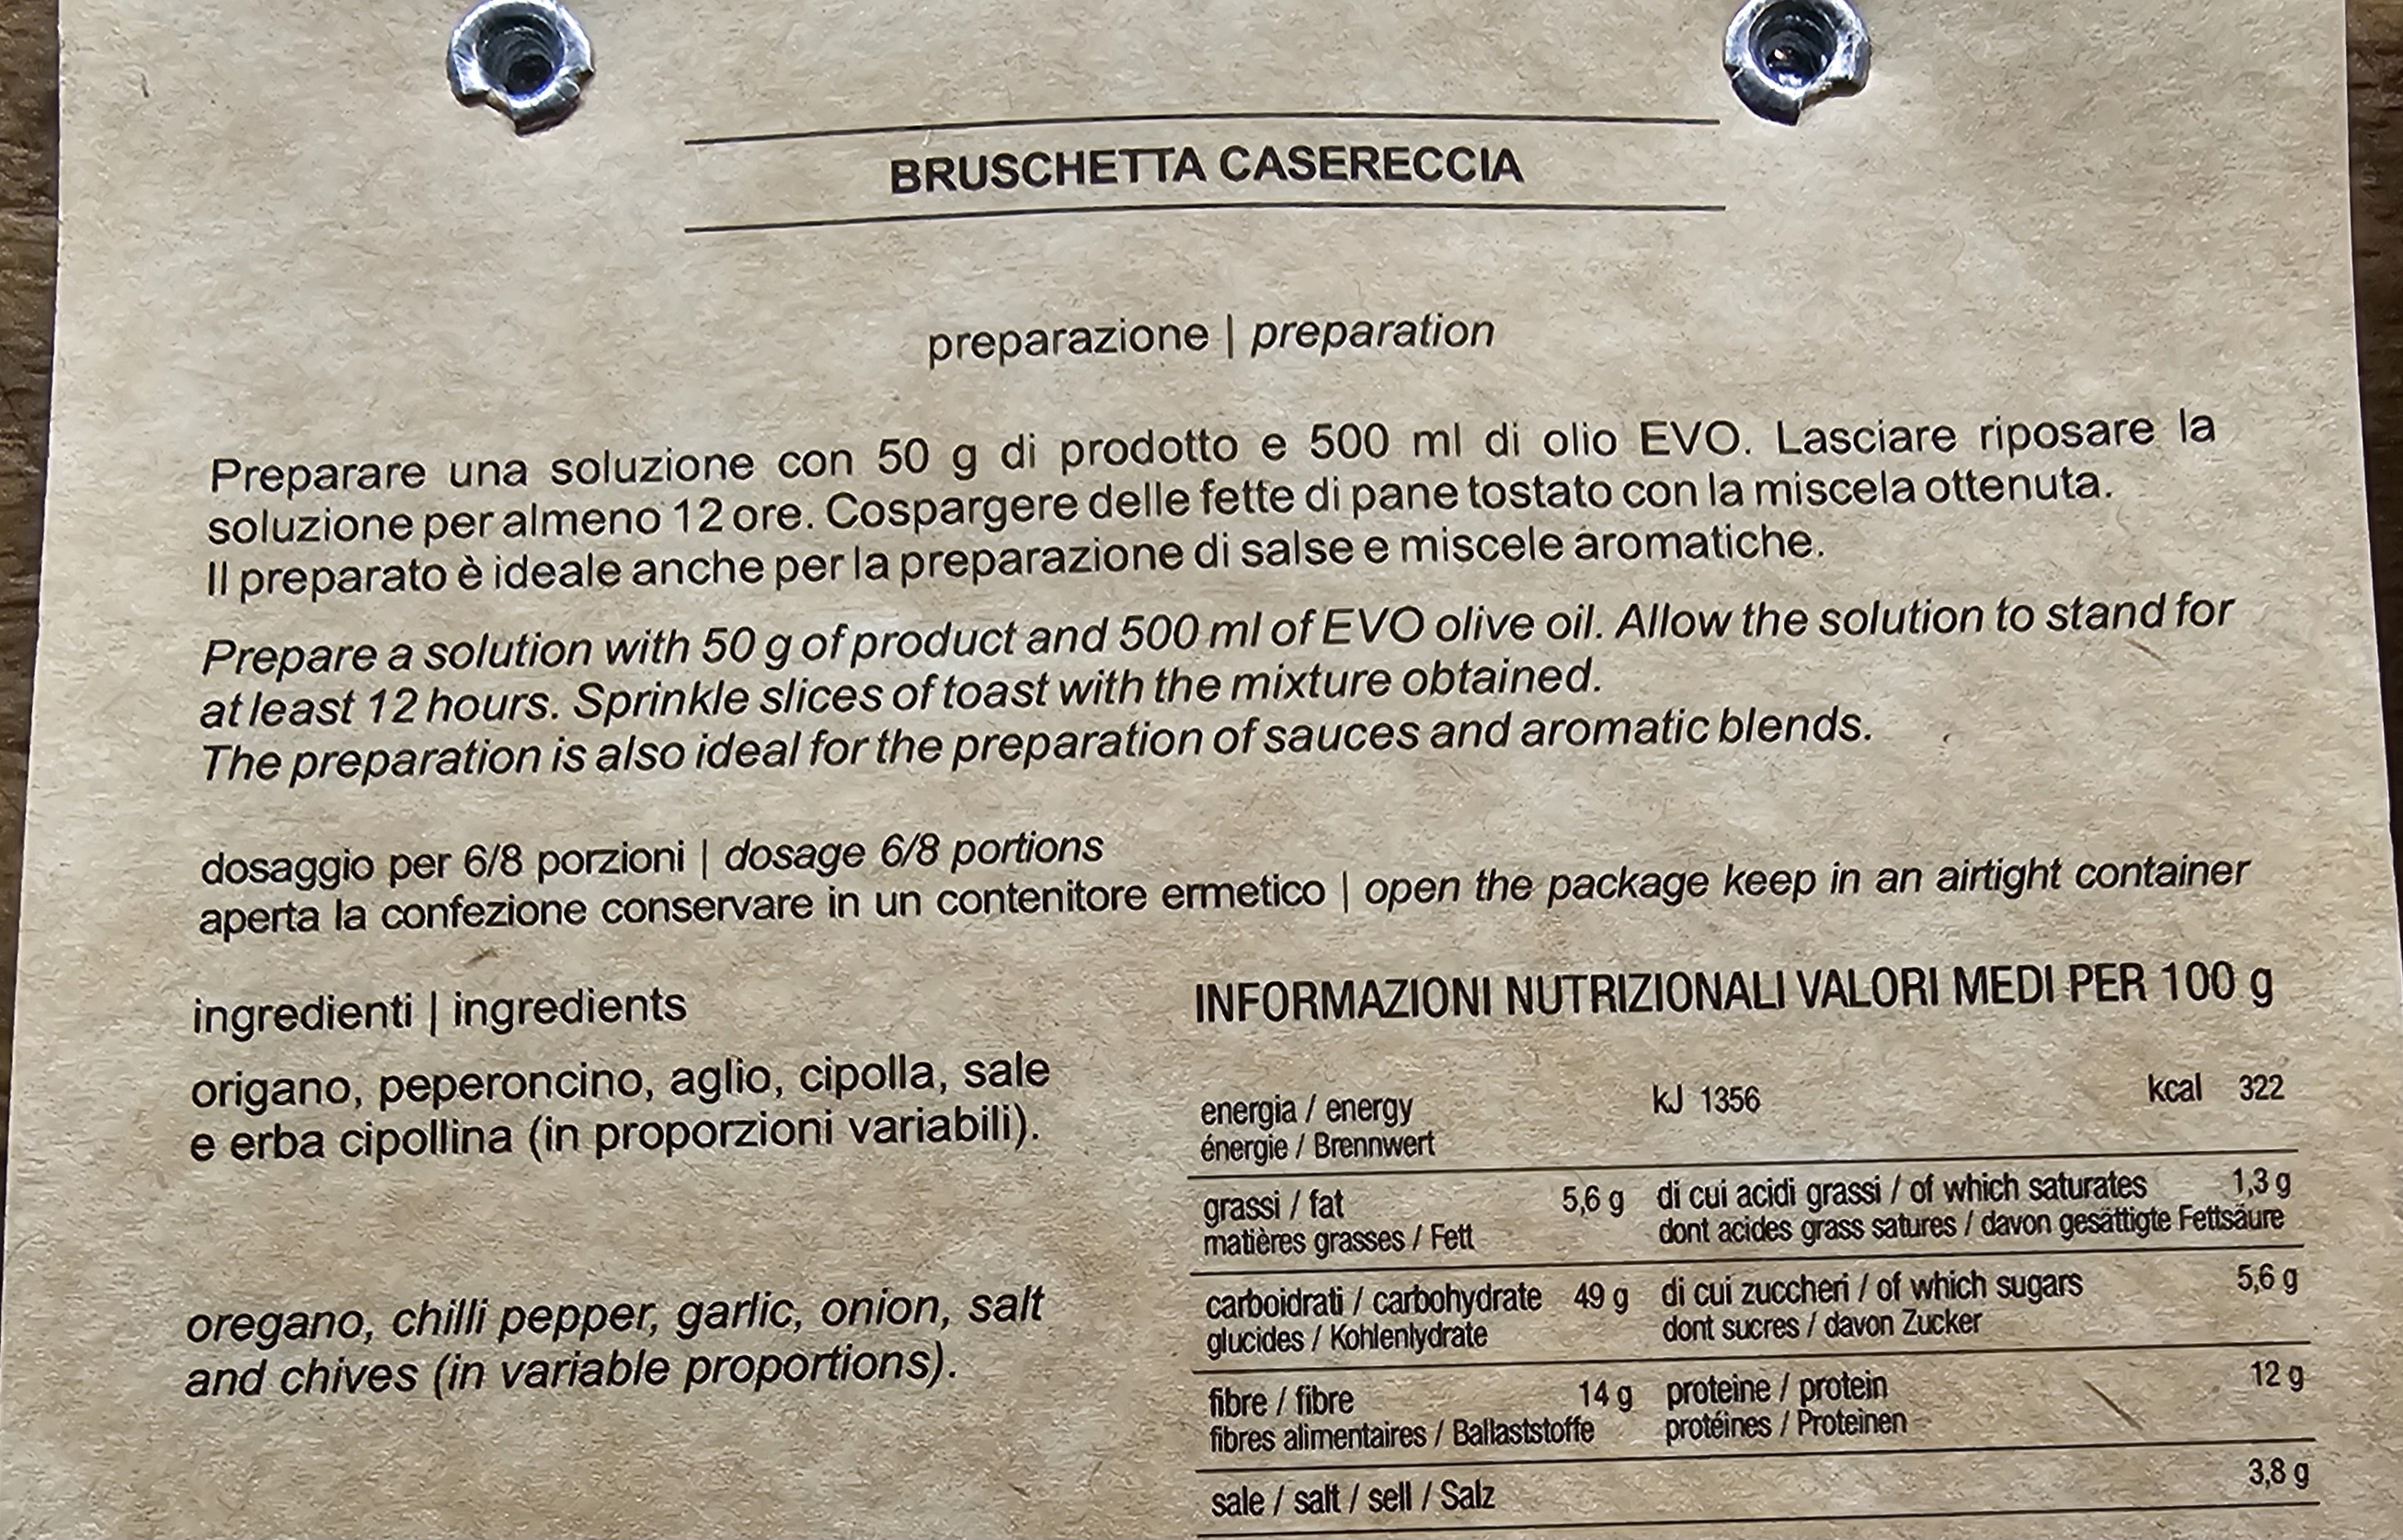 BRUSCHETTA CASERECCIA
preparazione | preparation
Preparare una soluzione con 50 g di prodotto e 500 ml di olio EVO. Lasciare riposare la
soluzione per almeno 12 ore. Cospargere delle fette di pane tostato con la miscela ottenuta.
Il preparato è ideale anche per la preparazione di salse e miscele aromatiche.
Prepare a solution with 50 g of product and 500 ml of EVO olive oil. Allow the solution to stand for
at least 12 hours. Sprinkle slices of toast with the mixture obtained.
The preparation is also ideal for the preparation of sauces and aromatic blends.
dosaggio per 6/8 porzioni | dosage 6/8 portions
aperta la confezione conservare in un contenitore ermetico | open the package keep in an airtight container
ingredienti | ingredients
origano, peperoncino, aglio, cipolla, sale
e erba cipollina (in proporzioni variabili).
oregano, chilli pepper, garlic, onion, salt
and chives (in variable proportions).
INFORMAZIONI NUTRIZIONALI VALORI MEDI PER 100 g
energia / energy kJ 1356 kcal 322
énergie / Brennwert
grassi / fat 5,6 g di cui acidi grassi / of which saturates 1,3 g
matières grasses / Fett dont acides grass satures / davon gesättigte Fettsäure
carboidrati / carbohydrate 49 g di cui zuccheri / of which sugars 5,6 g
glucides / Kohlenlydrate dont sucres / davon Zucker
fibre / fibre 14 g proteine / protein 12 g
fibres alimentaires / Ballaststoffe protéines / Proteinen
sale / salt / sell / Salz 3,8 g